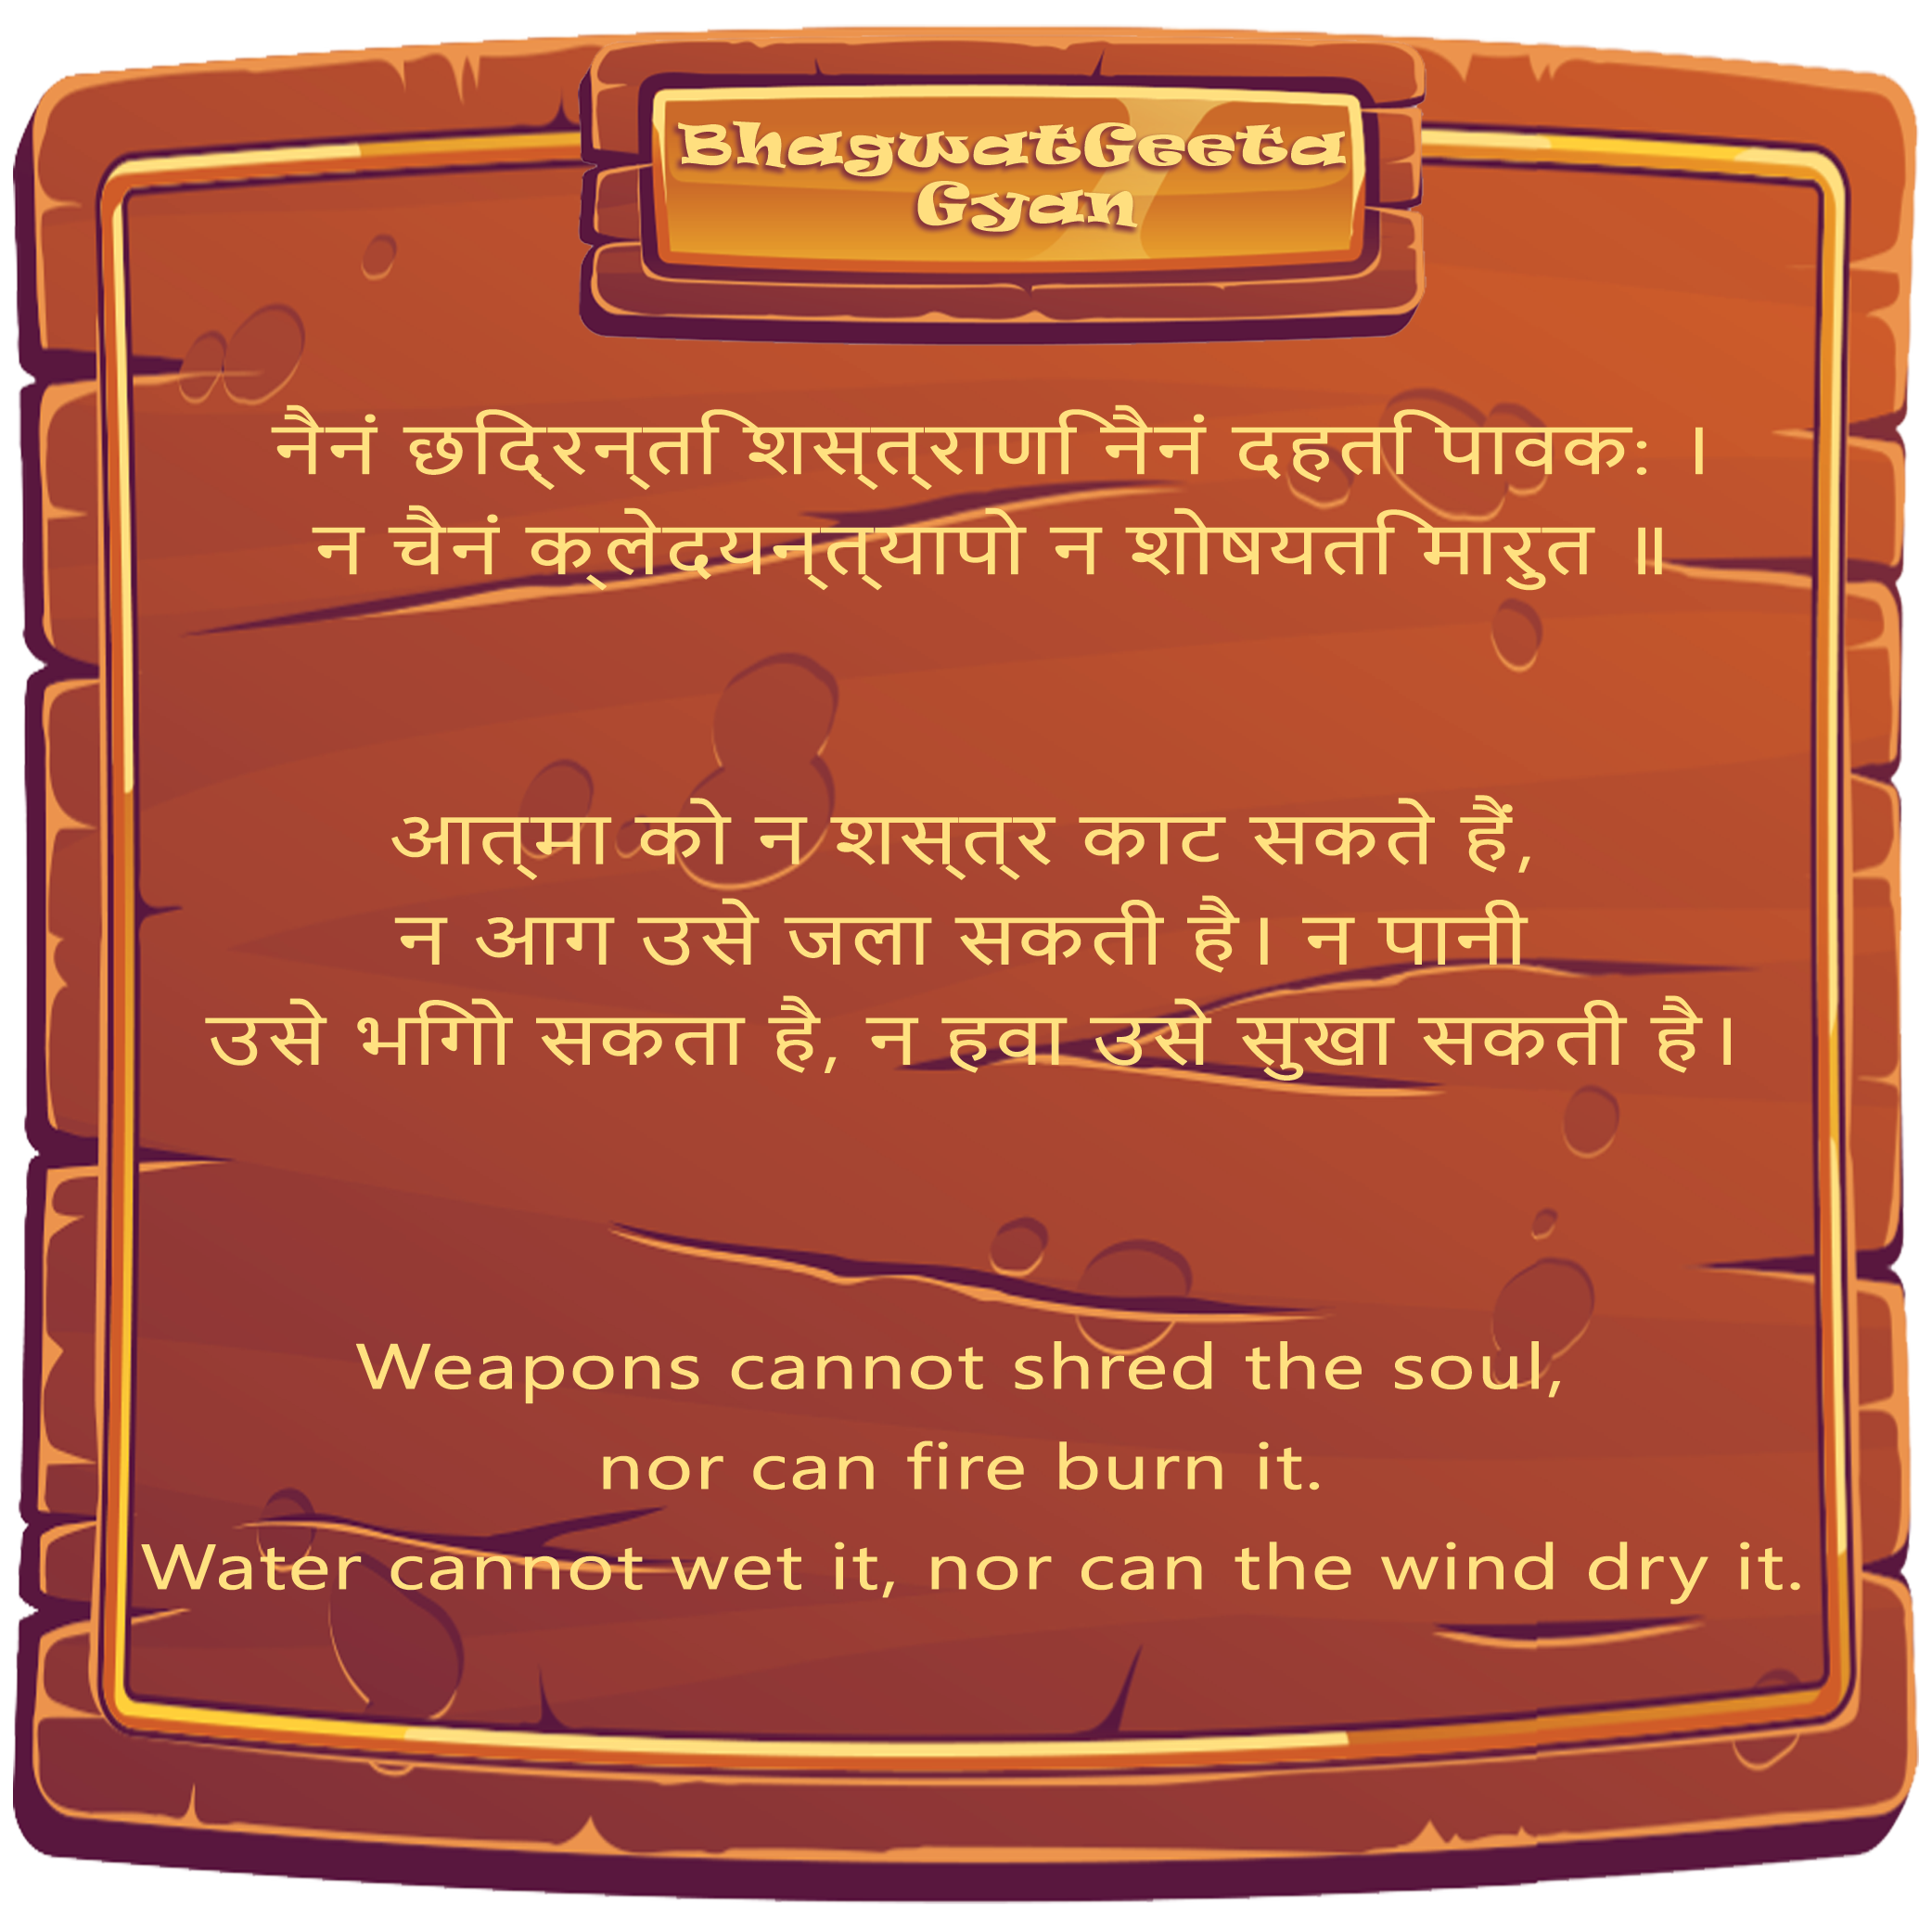 BhagwatGeeta
Gyan
नैनं छिद्रन्ति शस्त्राणि नैनं दहति पावक: ।
न चैनं क्लेदयन्त्यापो न शोषयति मारुत ॥
आत्मा को न शस्त्र काट सकते हैं,
न आग उसे जला सकती है। न पानी
उसे भिगो सकता है, न हवा उसे सुखा सकती है।
Weapons cannot shred the soul,
nor can fire burn it.
Water cannot wet it, nor can the wind dry it.